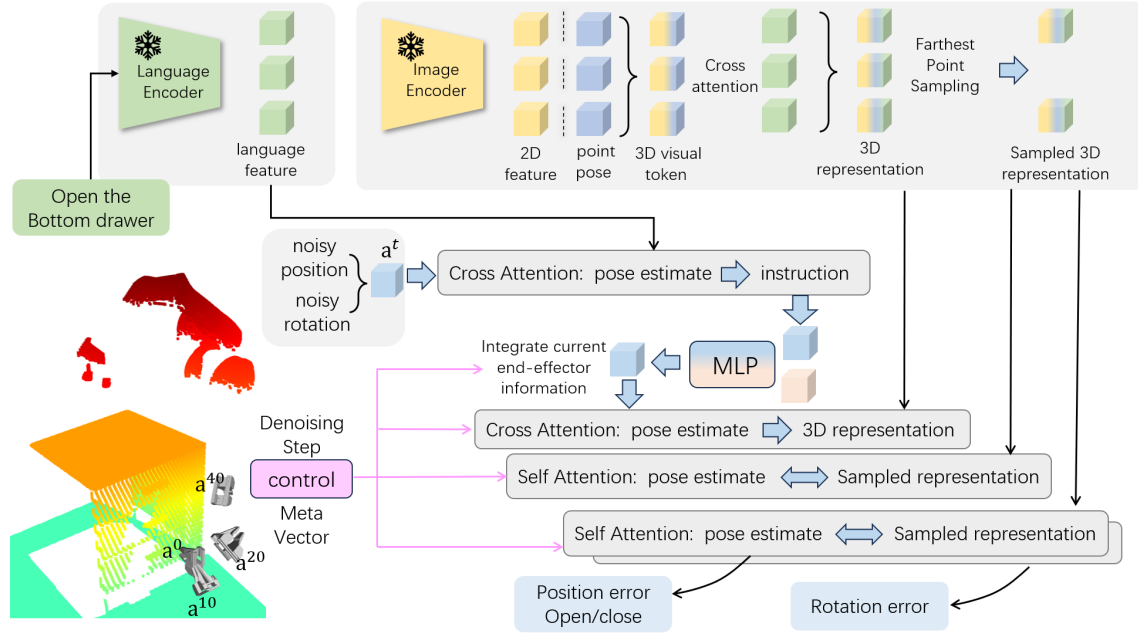 Language
Encoder
language
feature
Image
Encoder
2D
feature
point
pose
3D visual
token
Cross
attention
3D
representation
Farthest
Point
Sampling
Sampled 3D
representation
Open the
Bottom drawer
noisy
position
noisy
rotation
a^t
Cross Attention: pose estimate instruction
Integrate current
end-effector
information
MLP
Cross Attention: pose estimate 3D representation
Denoising
Step
control
Meta
Vector
Self Attention: pose estimate Sampled representation
Self Attention: pose estimate Sampled representation
a^40
a^0
a^20
a^10
Position error
Open/close
Rotation error